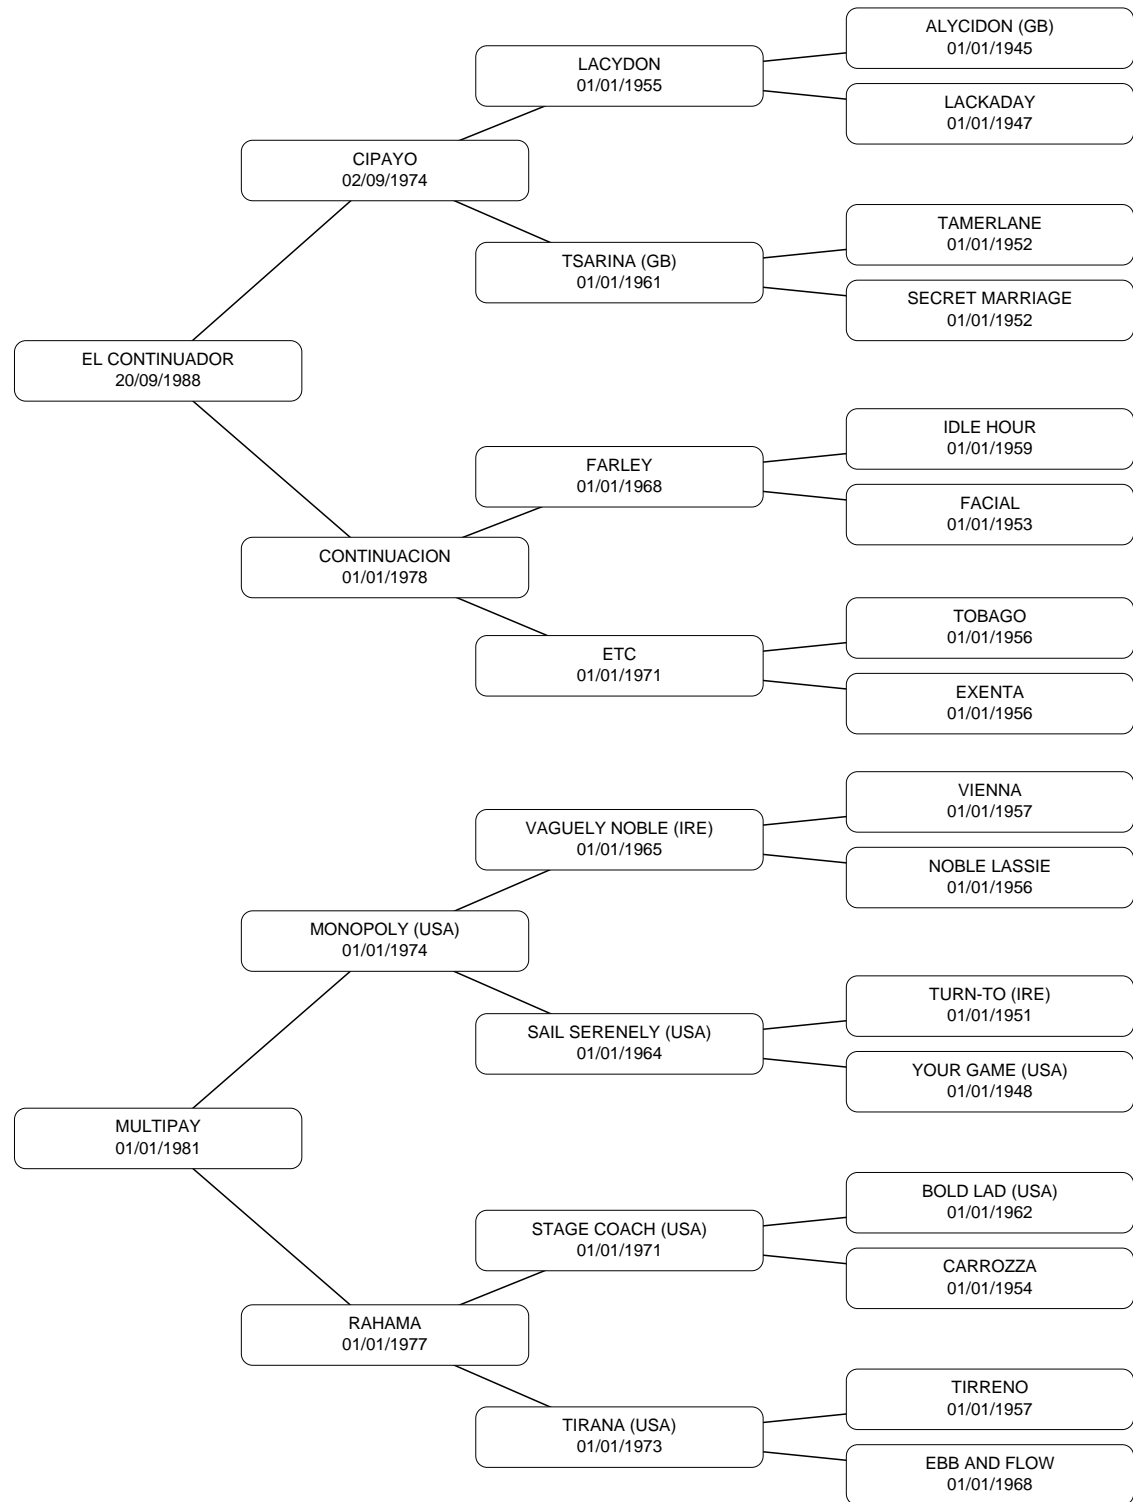 ALYCIDON (GB)
01/01/1945
LACYDON
01/01/1955
LACKADAY
01/01/1947
CIPAYO
02/09/1974
TAMERLANE
01/01/1952
TSARINA (GB)
01/01/1961
SECRET MARRIAGE
01/01/1952
EL CONTINUADOR
20/09/1988
IDLE HOUR
01/01/1959
FARLEY
01/01/1968
FACIAL
01/01/1953
CONTINUACION
01/01/1978
TOBAGO
01/01/1956
ETC
01/01/1971
EXENTA
01/01/1956
VIENNA
01/01/1957
VAGUELY NOBLE (IRE)
01/01/1965
NOBLE LASSIE
01/01/1956
MONOPOLY (USA)
01/01/1974
TURN-TO (IRE)
01/01/1951
SAIL SERENELY (USA)
01/01/1964
YOUR GAME (USA)
01/01/1948
MULTIPAY
01/01/1981
BOLD LAD (USA)
01/01/1962
STAGE COACH (USA)
01/01/1971
CARROZZA
01/01/1954
RAHAMA
01/01/1977
TIRRENO
01/01/1957
TIRANA (USA)
01/01/1973
EBB AND FLOW
01/01/1968